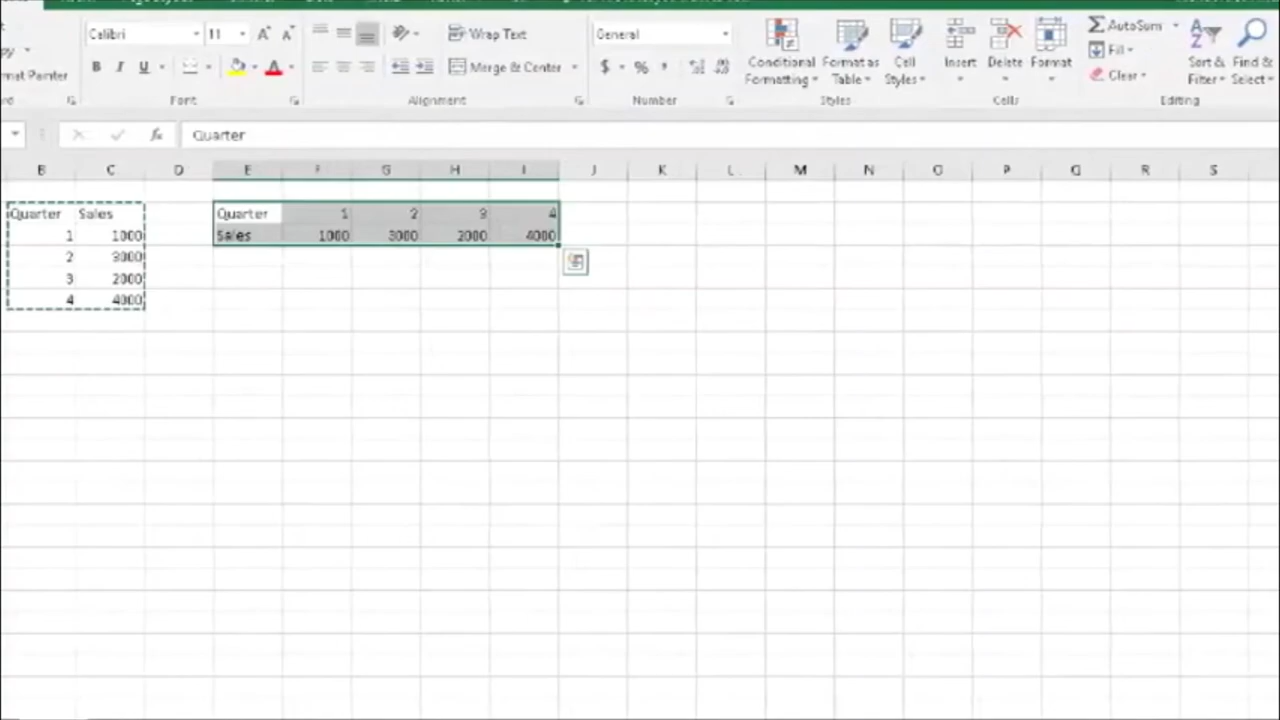 Calibri 11 Wrap Text General AutoSum
B I U Merge & Center $ % Conditional Formatting Format as Table Cell Styles Insert Delete Format Fill Clear Sort & Filter Find & Select
Font Alignment Number Styles Cells Editing
fx Quarter
B C D E F G H I J K L M N O P Q R S
Quarter Sales Quarter 1 2 3 4
1 1000 Sales 1000 3000 2000 4000
2 3000
3 2000
4 4000